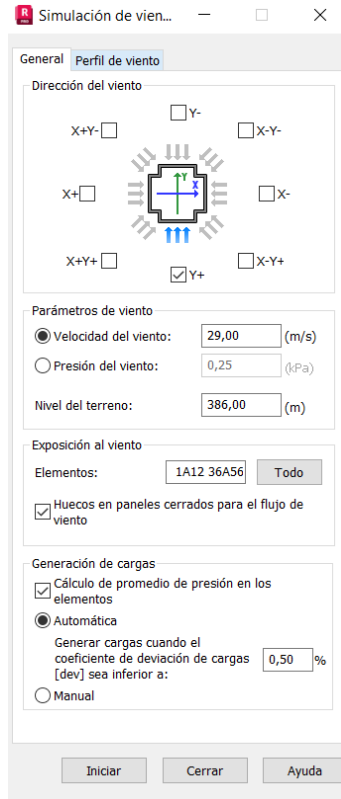 R
PRO
Simulación de vien...
General
Perfil de viento
Dirección del viento
Y-
X+Y-
X-Y-
Y
X
X+
X-
X+Y+
X-Y+
Y+
Parámetros de viento
Velocidad del viento:
29,00
(m/s)
Presión del viento:
0,25
(kPa)
Nivel del terreno:
386,00
(m)
Exposición al viento
Elementos:
1A12 36A56
Todo
Huecos en paneles cerrados para el flujo de
viento
Generación de cargas
Cálculo de promedio de presión en los
elementos
Automática
Generar cargas cuando el
coeficiente de deviación de cargas
[dev] sea inferior a:
0,50
%
Manual
Iniciar
Cerrar
Ayuda